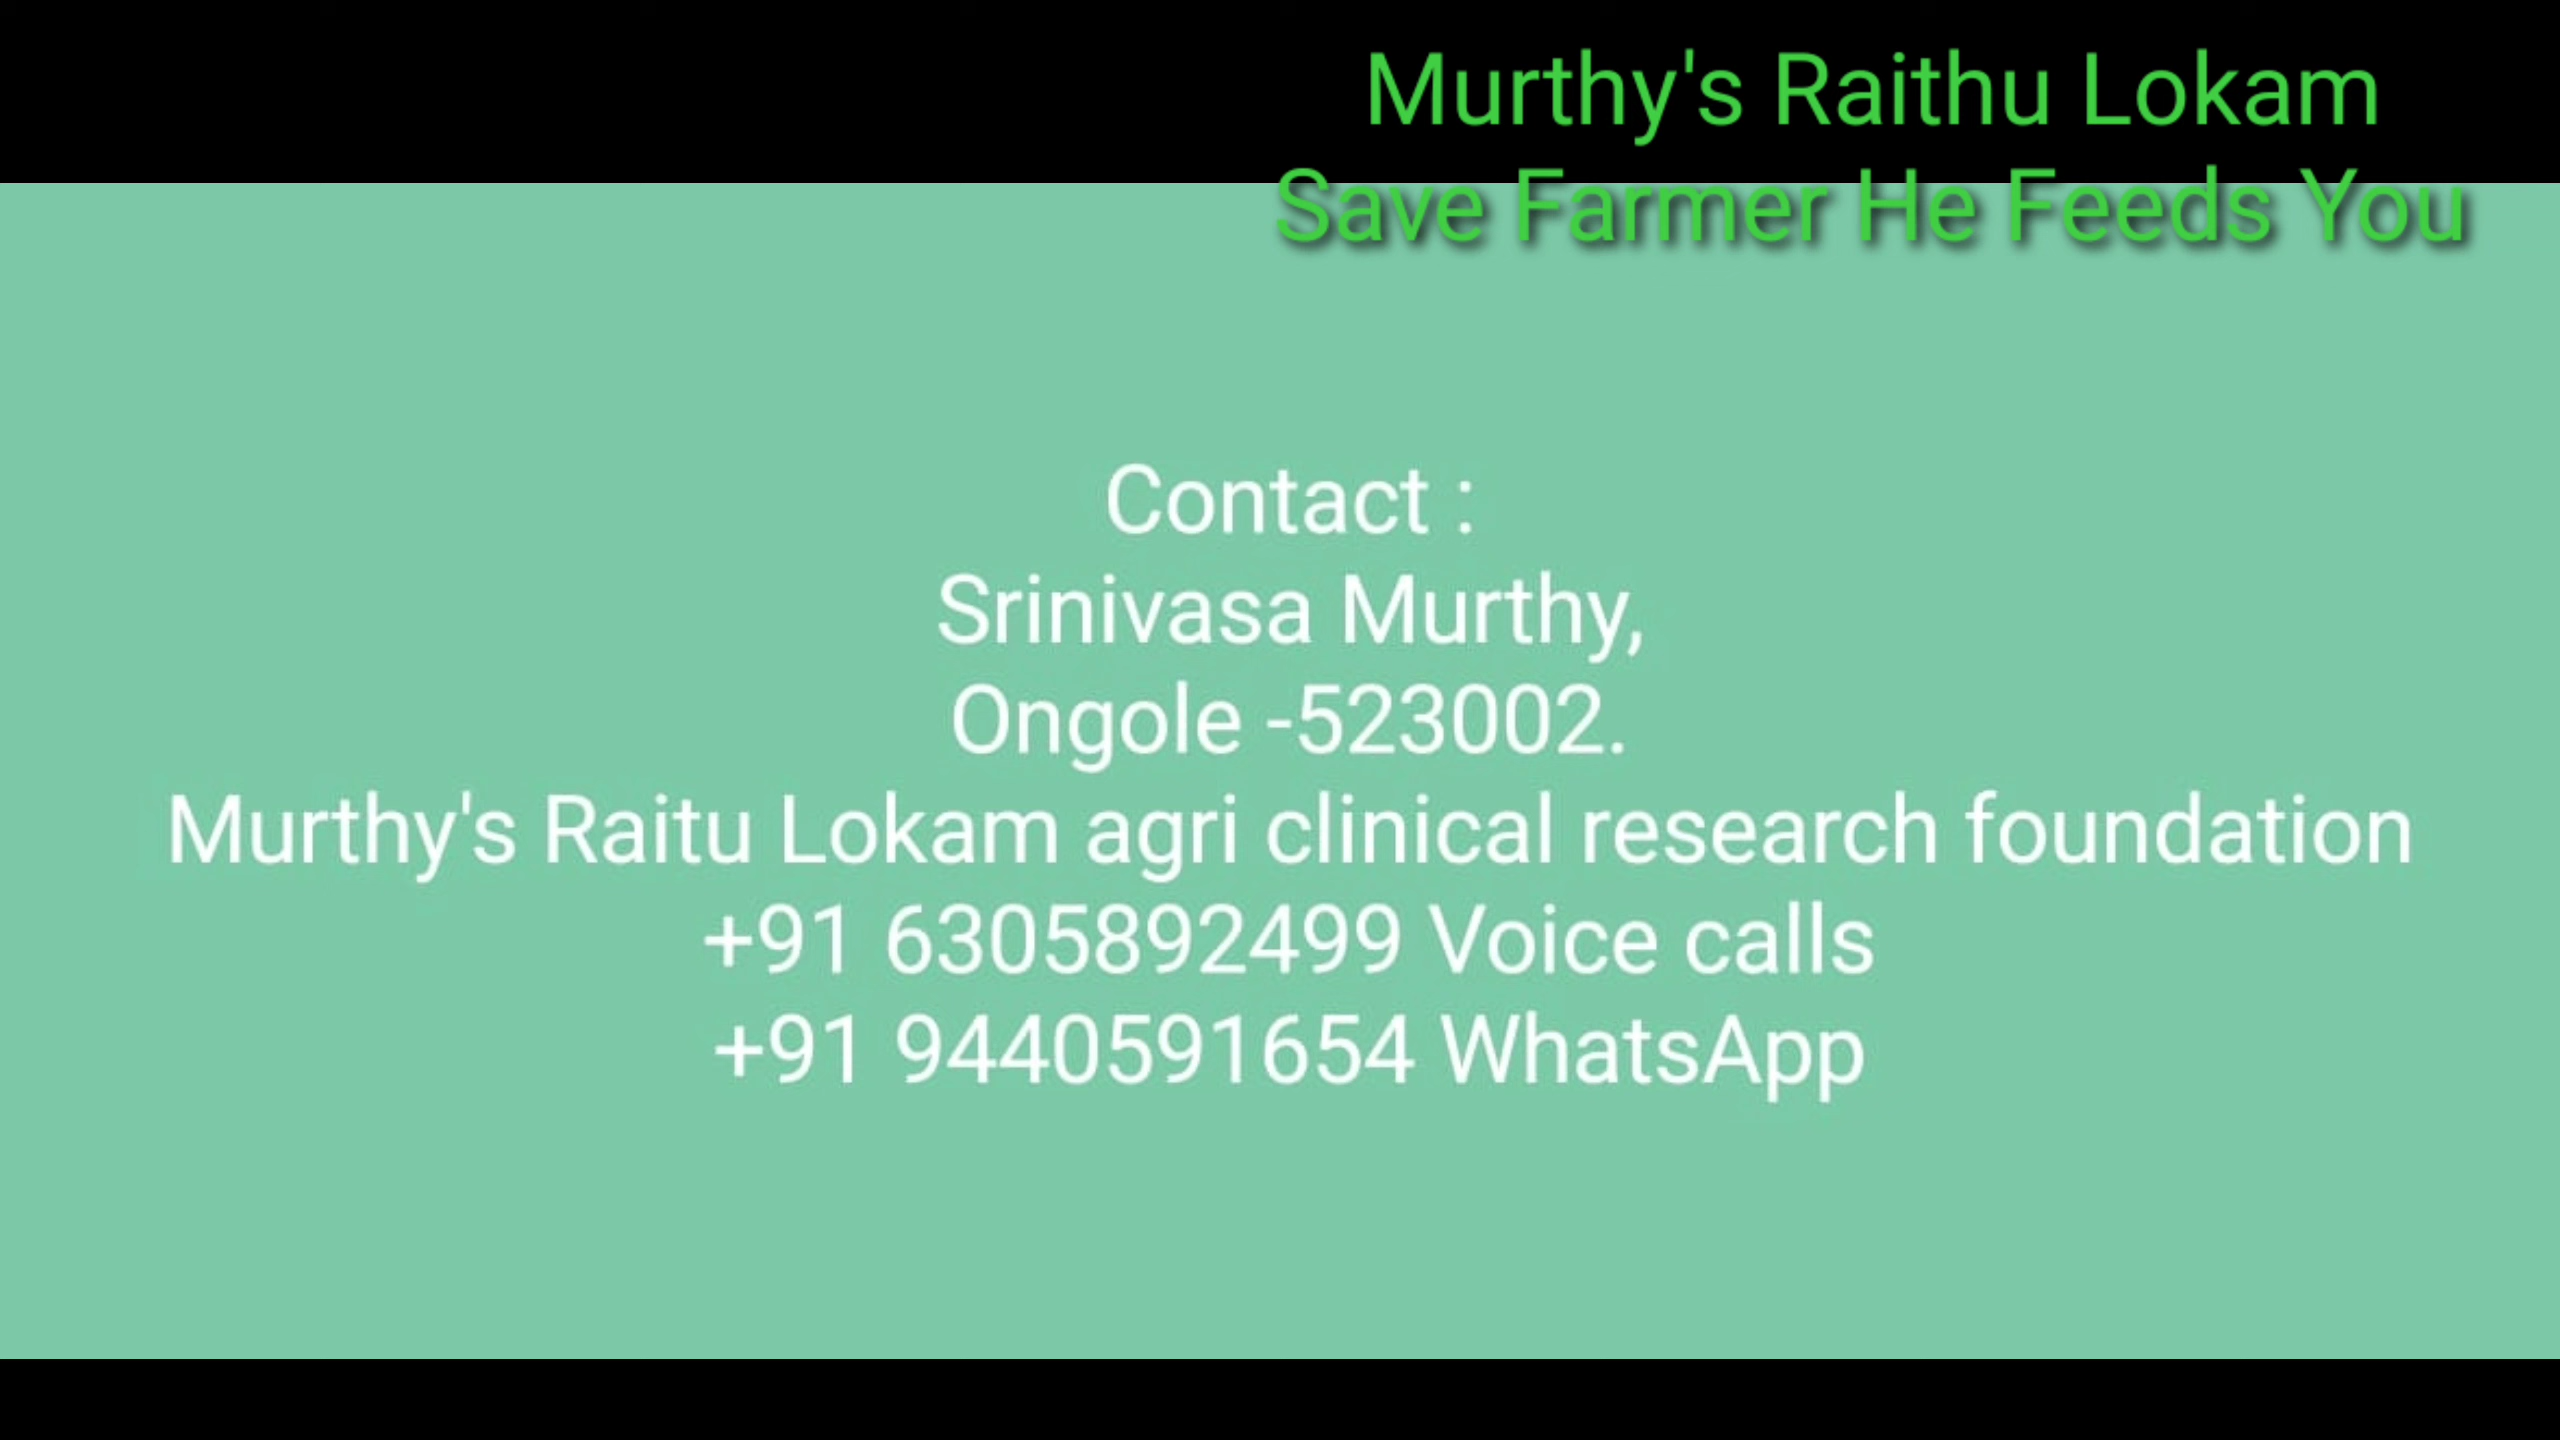 Murthy's Raithu Lokam
Save Farmer He Feeds You
Contact :
Srinivasa Murthy,
Ongole -523002.
Murthy's Raitu Lokam agri clinical research foundation
+91 6305892499 Voice calls
+91 9440591654 WhatsApp